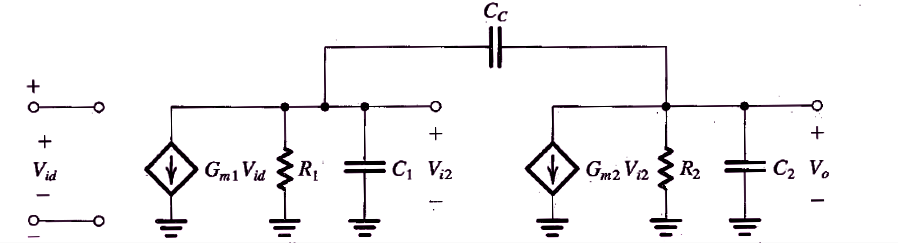 C_C
+
+
V_id
−
−
G_m1 V_id
R_1
C_1
+
V_i2
−
G_m2 V_i2
R_2
C_2
+
V_o
−